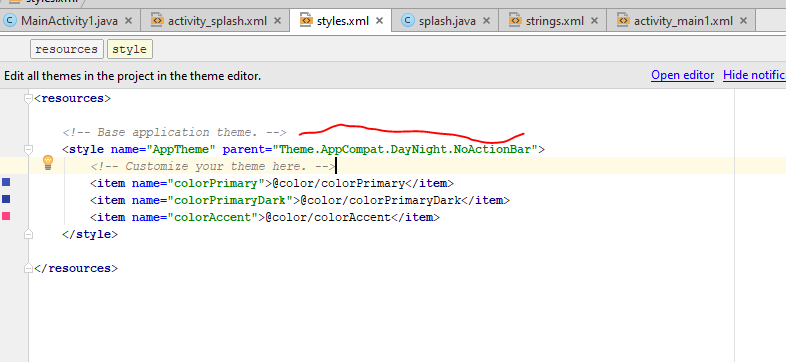 styles.xml
MainActivity1.java activity_splash.xml styles.xml splash.java strings.xml activity_main1.xml
resources style
Edit all themes in the project in the theme editor. Open editor Hide notific
<resources>
<!-- Base application theme. -->
<style name="AppTheme" parent="Theme.AppCompat.DayNight.NoActionBar">
<!-- Customize your theme here. -->
<item name="colorPrimary">@color/colorPrimary</item>
<item name="colorPrimaryDark">@color/colorPrimaryDark</item>
<item name="colorAccent">@color/colorAccent</item>
</style>
</resources>